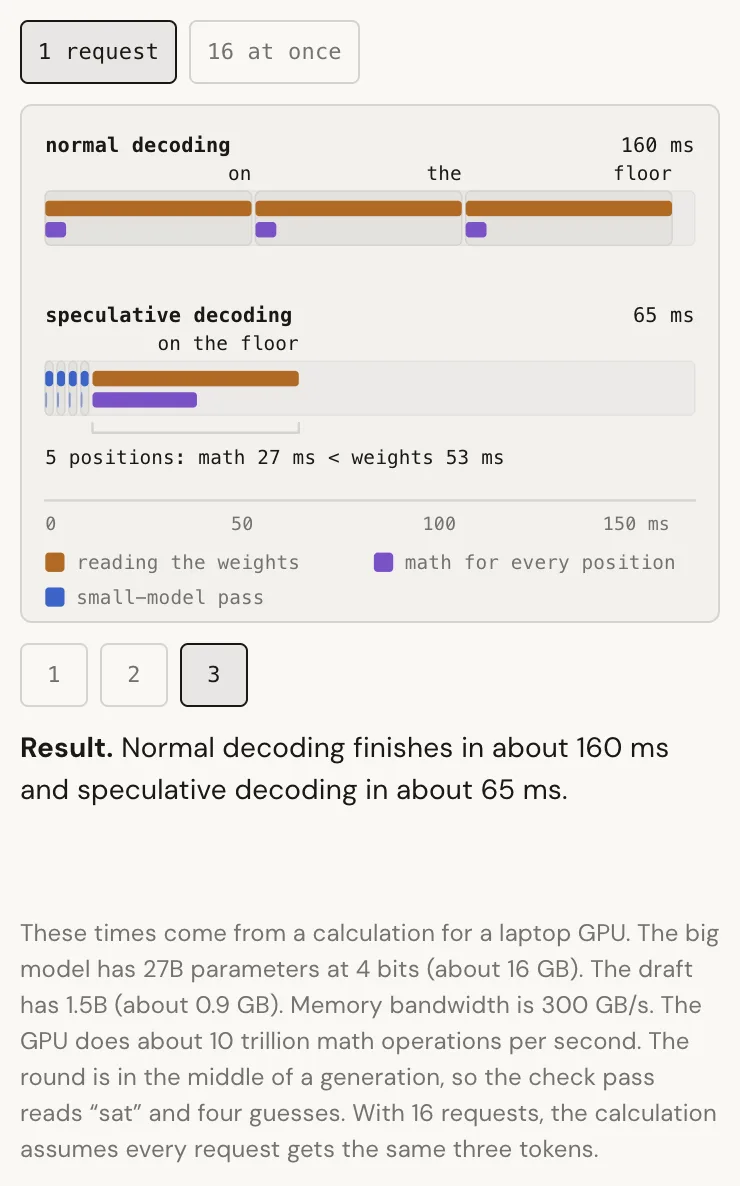 1 request
16 at once
normal decoding
160 ms
on
the
floor
speculative decoding
65 ms
on the floor
5 positions: math 27 ms < weights 53 ms
0
50
100
150 ms
reading the weights
math for every position
small-model pass
1
2
3
Result. Normal decoding finishes in about 160 ms
and speculative decoding in about 65 ms.
These times come from a calculation for a laptop GPU. The big
model has 27B parameters at 4 bits (about 16 GB). The draft
has 1.5B (about 0.9 GB). Memory bandwidth is 300 GB/s. The
GPU does about 10 trillion math operations per second. The
round is in the middle of a generation, so the check pass
reads “sat” and four guesses. With 16 requests, the calculation
assumes every request gets the same three tokens.